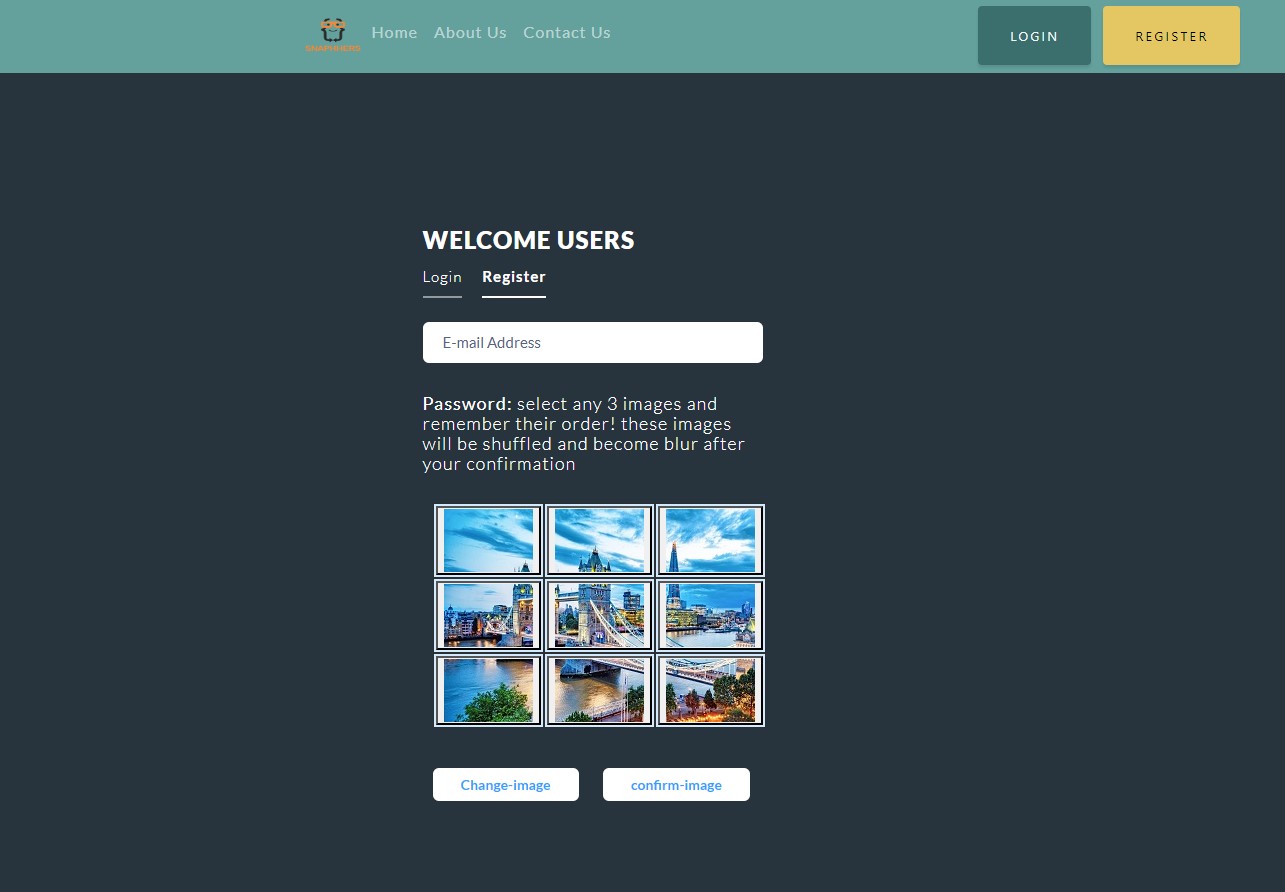 SNAPHHERO
Home About Us Contact Us
LOGIN
REGISTER
WELCOME USERS
Login Register
E-mail Address
Password: select any 3 images and
remember their order! these images
will be shuffled and become blur after
your confirmation
Change-image
confirm-image